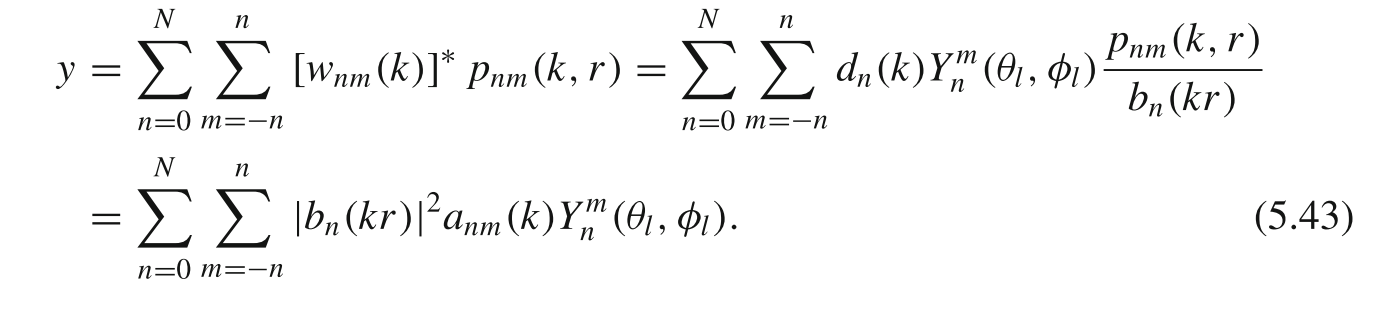 y = \sum_{n=0}^{N} \sum_{m=-n}^{n} [w_{nm}(k)]^* p_{nm}(k, r) = \sum_{n=0}^{N} \sum_{m=-n}^{n} d_n(k) Y_n^m(\theta_l, \phi_l) \frac{p_{nm}(k, r)}{b_n(kr)}
= \sum_{n=0}^{N} \sum_{m=-n}^{n} |b_n(kr)|^2 a_{nm}(k) Y_n^m(\theta_l, \phi_l). (5.43)